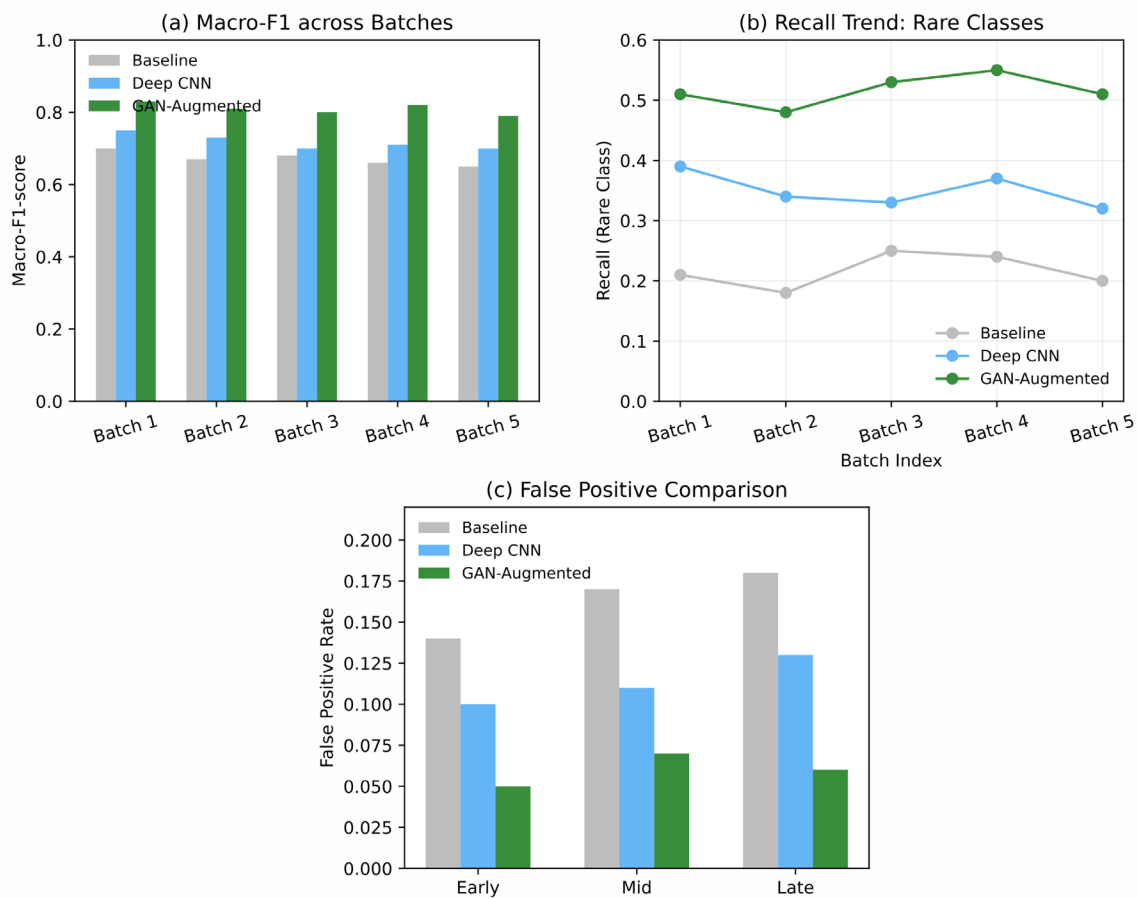 (a) Macro-F1 across Batches
1.0
0.8
0.6
0.4
0.2
0.0
Macro-F1-score
Baseline
Deep CNN
GAN-Augmented
Batch 1
Batch 2
Batch 3
Batch 4
Batch 5
(b) Recall Trend: Rare Classes
0.6
0.5
0.4
0.3
0.2
0.1
0.0
Recall (Rare Class)
Baseline
Deep CNN
GAN-Augmented
Batch 1
Batch 2
Batch 3
Batch 4
Batch 5
Batch Index
(c) False Positive Comparison
0.200
0.175
0.150
0.125
0.100
0.075
0.050
0.025
0.000
False Positive Rate
Baseline
Deep CNN
GAN-Augmented
Early
Mid
Late